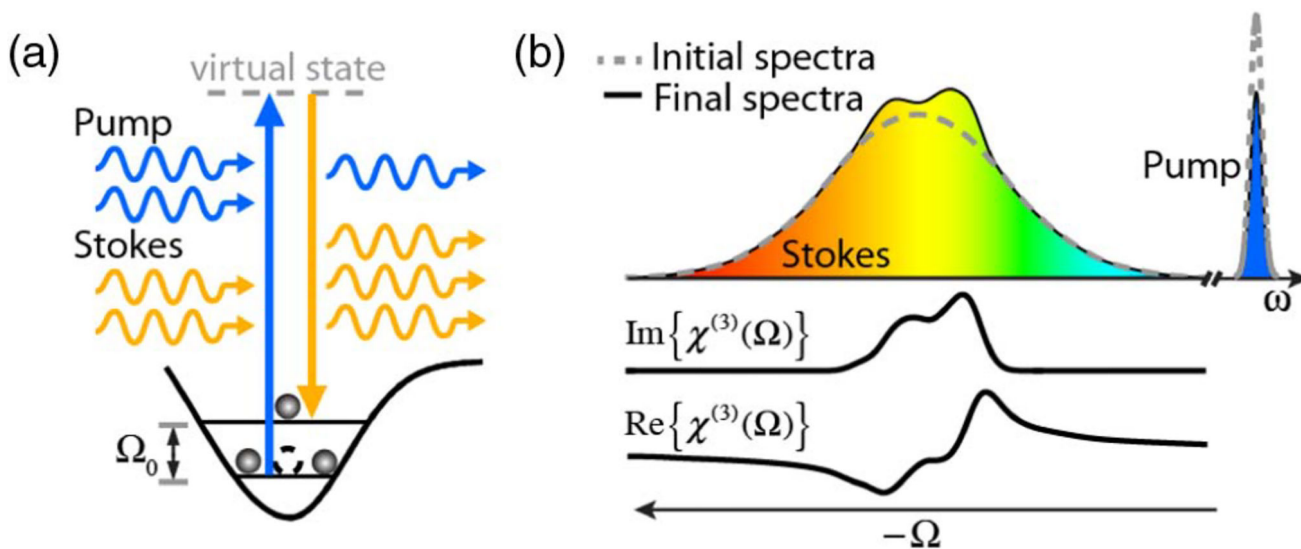 (a)
virtual state
Pump
Stokes
Ω₀
(b)
Initial spectra
Final spectra
Pump
Stokes
ω
Im{χ⁽³⁾(Ω)}
Re{χ⁽³⁾(Ω)}
−Ω